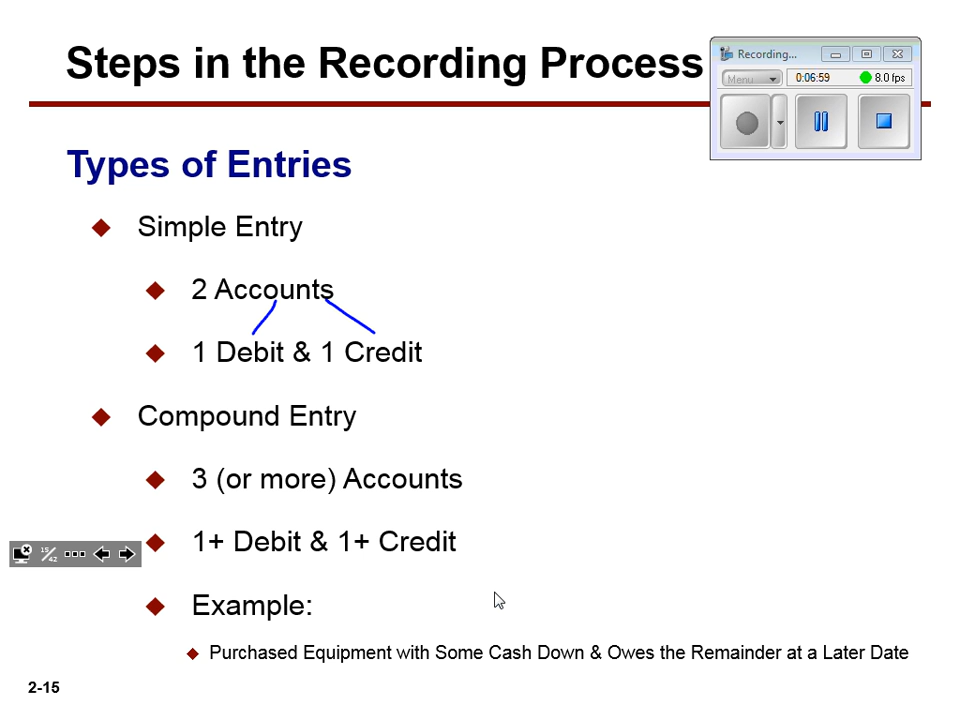 Steps in the Recording Process
Recording...
Menu
0:06:59
8.0 fps
Types of Entries
Simple Entry
2 Accounts
1 Debit & 1 Credit
Compound Entry
3 (or more) Accounts
1+ Debit & 1+ Credit
15/42
Example:
Purchased Equipment with Some Cash Down & Owes the Remainder at a Later Date
2-15